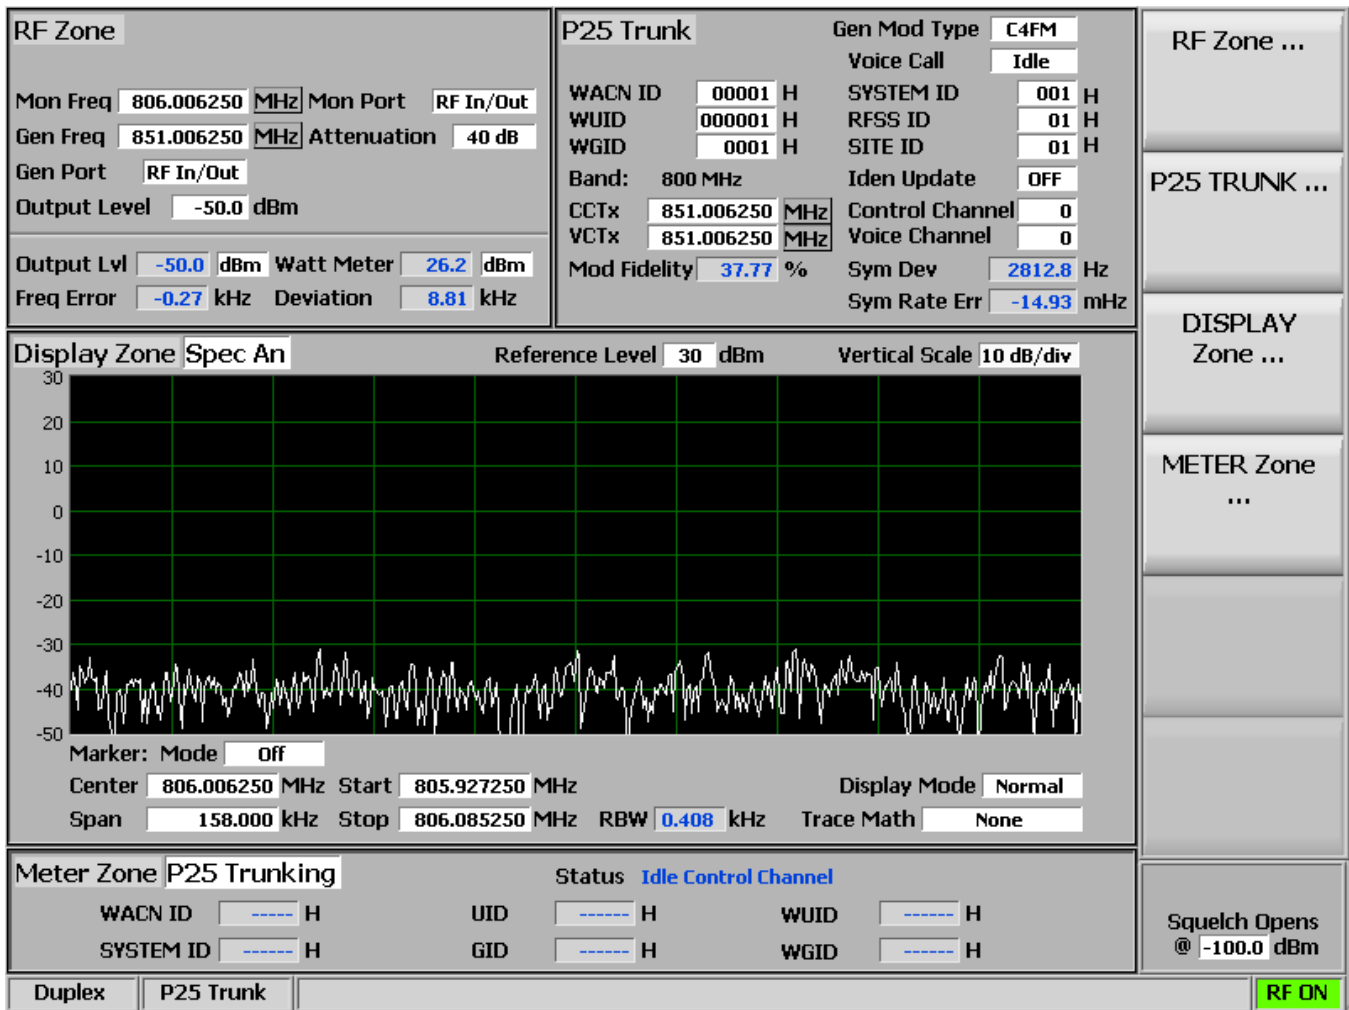 RF Zone
Mon Freq 806.006250 MHz Mon Port RF In/Out
Gen Freq 851.006250 MHz Attenuation 40 dB
Gen Port RF In/Out
Output Level -50.0 dBm
Output Lvl -50.0 dBm Watt Meter 26.2 dBm
Freq Error -0.27 kHz Deviation 8.81 kHz
P25 Trunk Gen Mod Type C4FM
Voice Call Idle
WACN ID 00001 H SYSTEM ID 001 H
WUID 000001 H RFSS ID 01 H
WGID 0001 H SITE ID 01 H
Band: 800 MHz Iden Update OFF
CCTx 851.006250 MHz Control Channel 0
VCTx 851.006250 MHz Voice Channel 0
Mod Fidelity 37.77 % Sym Dev 2812.8 Hz
Sym Rate Err -14.93 mHz
RF Zone ...
P25 TRUNK ...
DISPLAY
Zone ...
METER Zone
...
Display Zone Spec An Reference Level 30 dBm Vertical Scale 10 dB/div
30
20
10
0
-10
-20
-30
-40
-50
Marker: Mode Off
Center 806.006250 MHz Start 805.927250 MHz Display Mode Normal
Span 158.000 kHz Stop 806.085250 MHz RBW 0.408 kHz Trace Math None
Meter Zone P25 Trunking Status Idle Control Channel
WACN ID ----- H UID ------ H WUID ------ H
SYSTEM ID ------ H GID ------ H WGID ------ H
Squelch Opens
@ -100.0 dBm
Duplex P25 Trunk RF ON